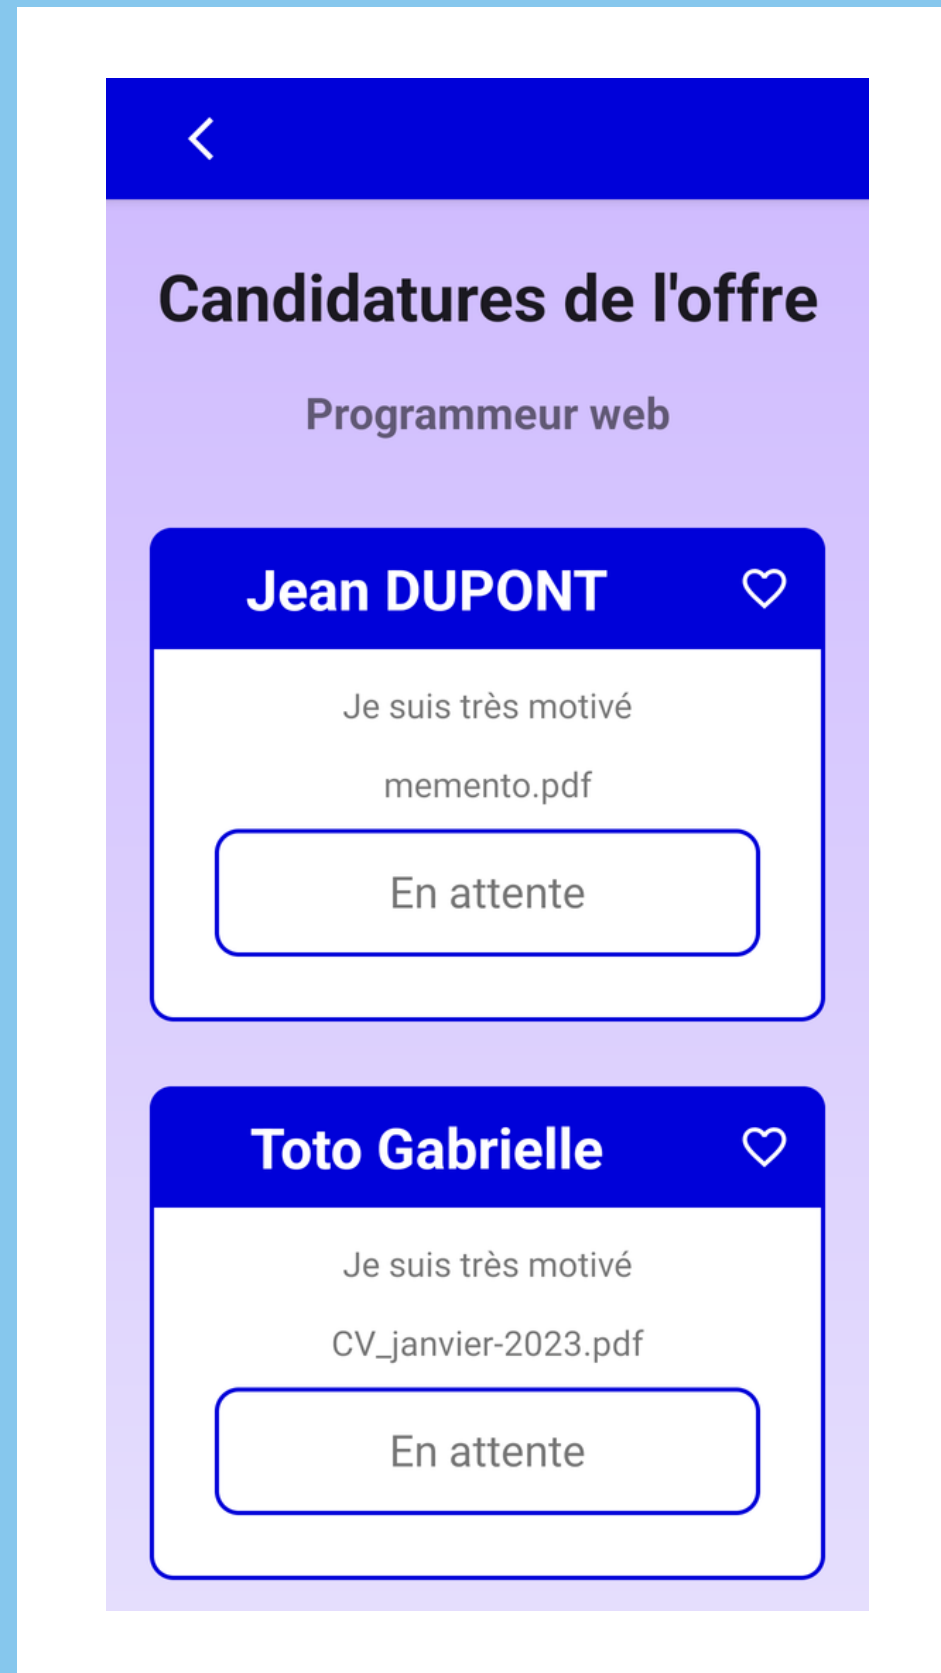 Candidatures de l'offre
Programmeur web
Jean DUPONT
Je suis très motivé
memento.pdf
En attente
Toto Gabrielle
Je suis très motivé
CV_janvier-2023.pdf
En attente